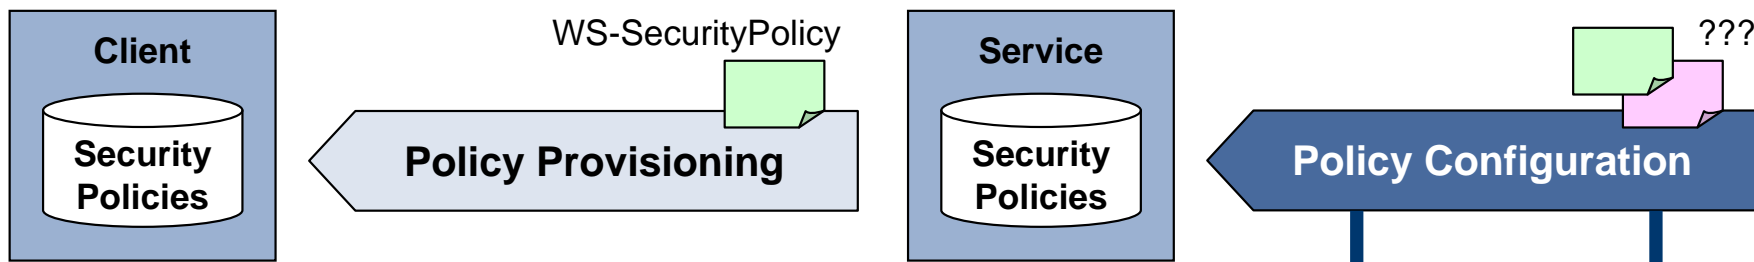 Client
Security
Policies
WS-SecurityPolicy
Policy Provisioning
Service
Security
Policies
???
Policy Configuration